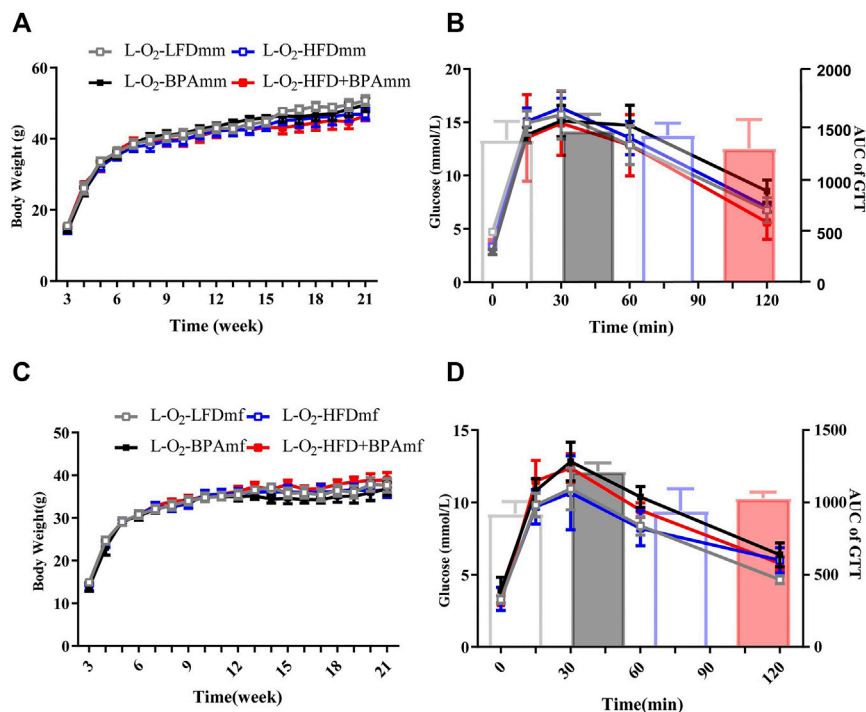 A
L-O2-LFDmm
L-O2-HFDmm
L-O2-BPAmm
L-O2-HFD+BPAmm
Body Weight (g)
60
40
20
0
3 6 9 12 15 18 21
Time (week)
B
Glucose (mmol/L)
20
15
10
5
0
2000
1500
1000
500
0
AUC of GTT
0 30 60 90 120
Time (min)
C
L-O2-LFDmf
L-O2-HFDmf
L-O2-BPAmf
L-O2-HFD+BPAmf
Body Weight(g)
50
40
30
20
10
0
3 6 9 12 15 18 21
Time(week)
D
Glucose (mmol/L)
15
10
5
0
1500
1000
500
0
AUC of GTT
0 30 60 90 120
Time(min)